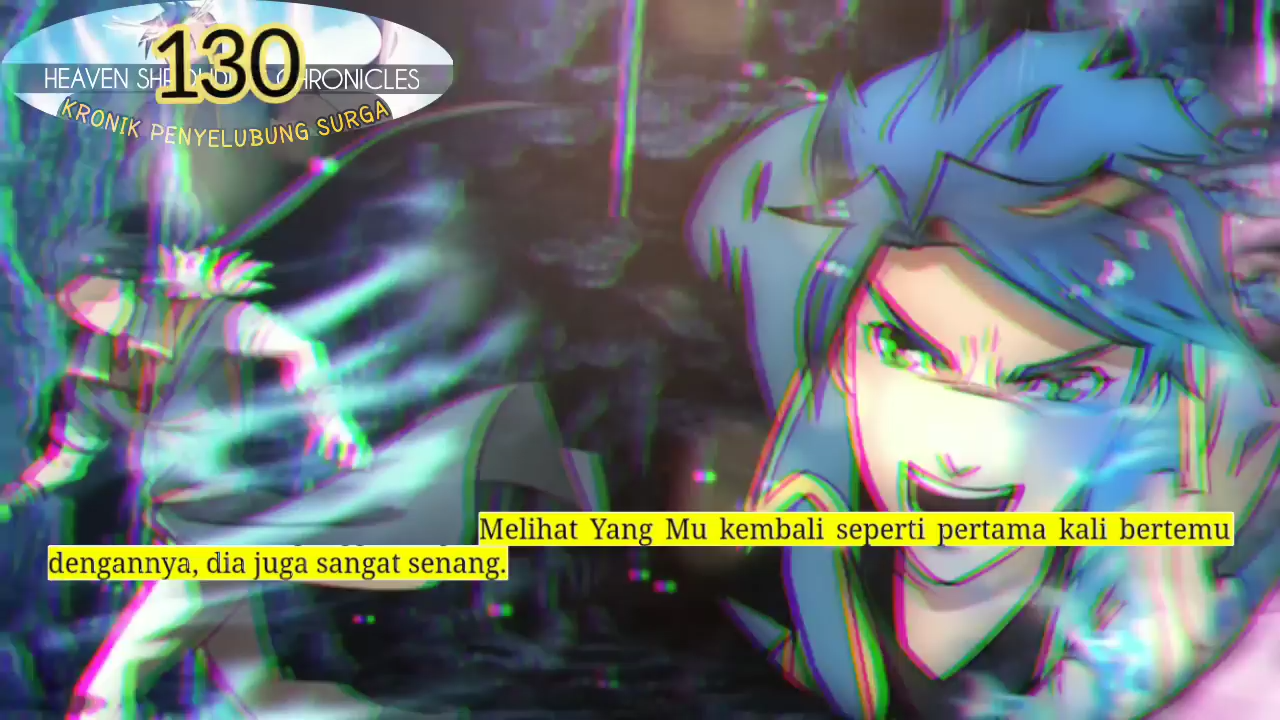 130
HEAVEN SH CHRONICLES
KRONIK PENYELUBUNG SURGA
Melihat Yang Mu kembali seperti pertama kali bertemu
dengannya, dia juga sangat senang.